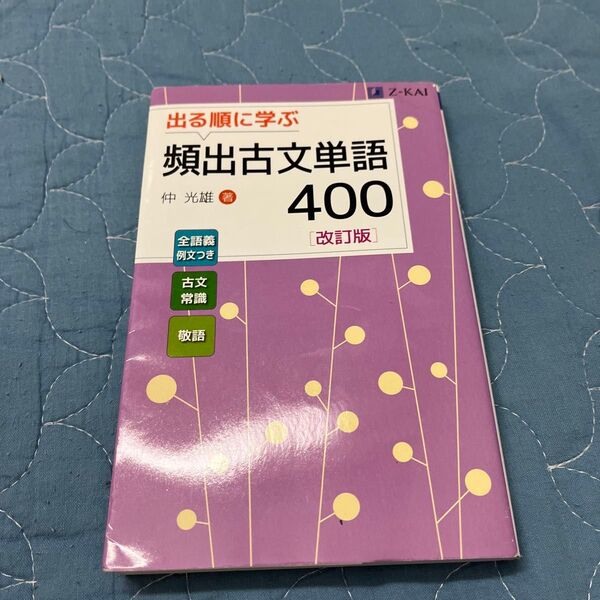 Z-KAI
出る順に学ぶ
頻出古文単語
仲 光雄 著
400
[改訂版]
全語義
例文つき
古文
常識
敬語